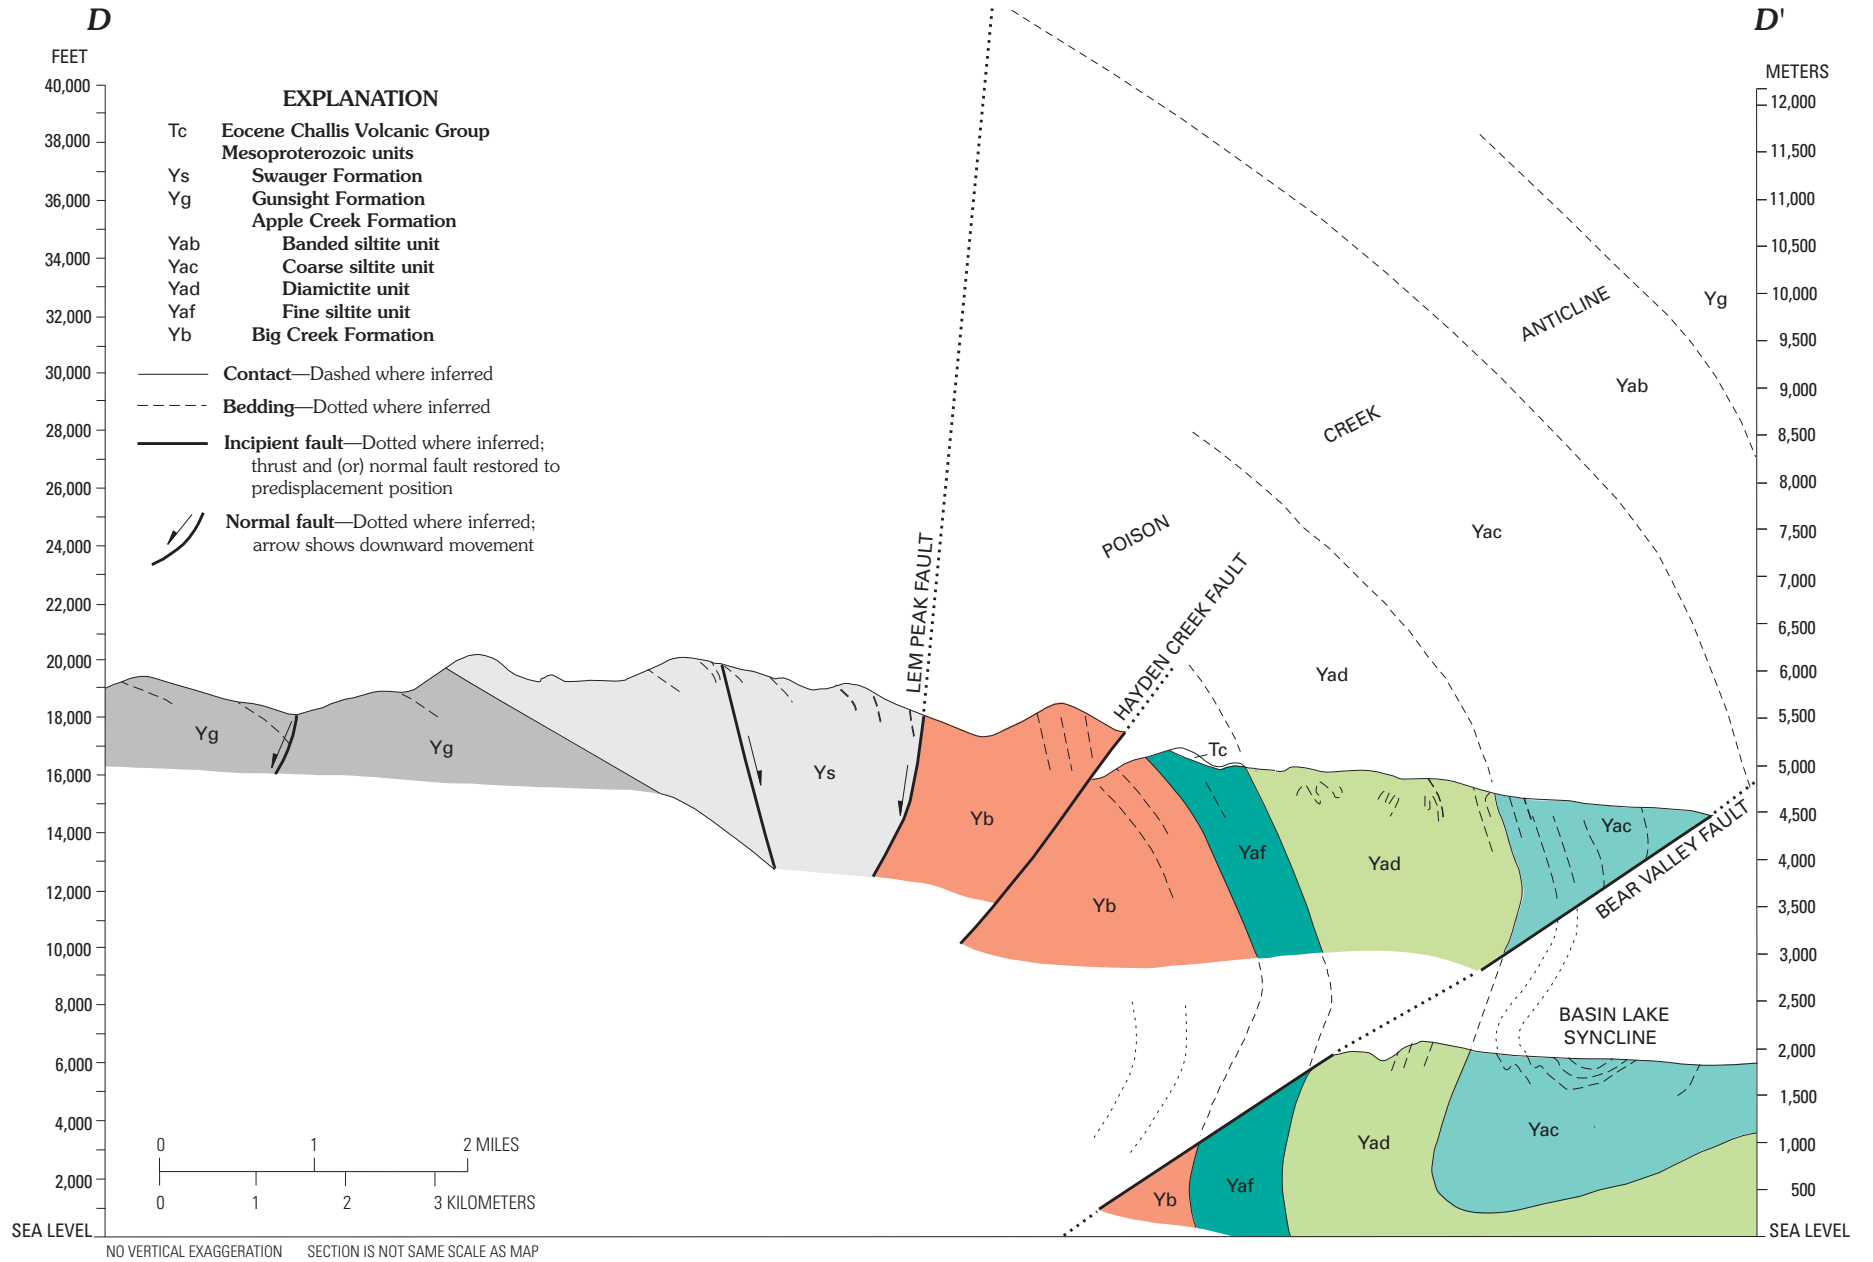 D
D'
FEET
40,000
38,000
36,000
34,000
32,000
30,000
28,000
26,000
24,000
22,000
20,000
18,000
16,000
14,000
12,000
10,000
8,000
6,000
4,000
2,000
SEA LEVEL
EXPLANATION
Tc Eocene Challis Volcanic Group
Mesoproterozoic units
Ys Swauger Formation
Yg Gunsight Formation
Apple Creek Formation
Yab Banded siltite unit
Yac Coarse siltite unit
Yad Diamictite unit
Yaf Fine siltite unit
Yb Big Creek Formation
Contact—Dashed where inferred
Bedding—Dotted where inferred
Incipient fault—Dotted where inferred;
thrust and (or) normal fault restored to
predisplacement position
Normal fault—Dotted where inferred;
arrow shows downward movement
POISON
CREEK
ANTICLINE
Yg
Yab
Yac
Yad
LEM PEAK FAULT
HAYDEN CREEK FAULT
BEAR VALLEY FAULT
Yg
Yg
Ys
Yb
Yb
Tc
Yaf
Yad
Yac
BASIN LAKE
SYNCLINE
Yb
Yaf
Yad
Yac
METERS
12,000
11,500
11,000
10,500
10,000
9,500
9,000
8,500
8,000
7,500
7,000
6,500
6,000
5,500
5,000
4,500
4,000
3,500
3,000
2,500
2,000
1,500
1,000
500
SEA LEVEL
0 1 2 MILES
0 1 2 3 KILOMETERS
NO VERTICAL EXAGGERATION SECTION IS NOT SAME SCALE AS MAP